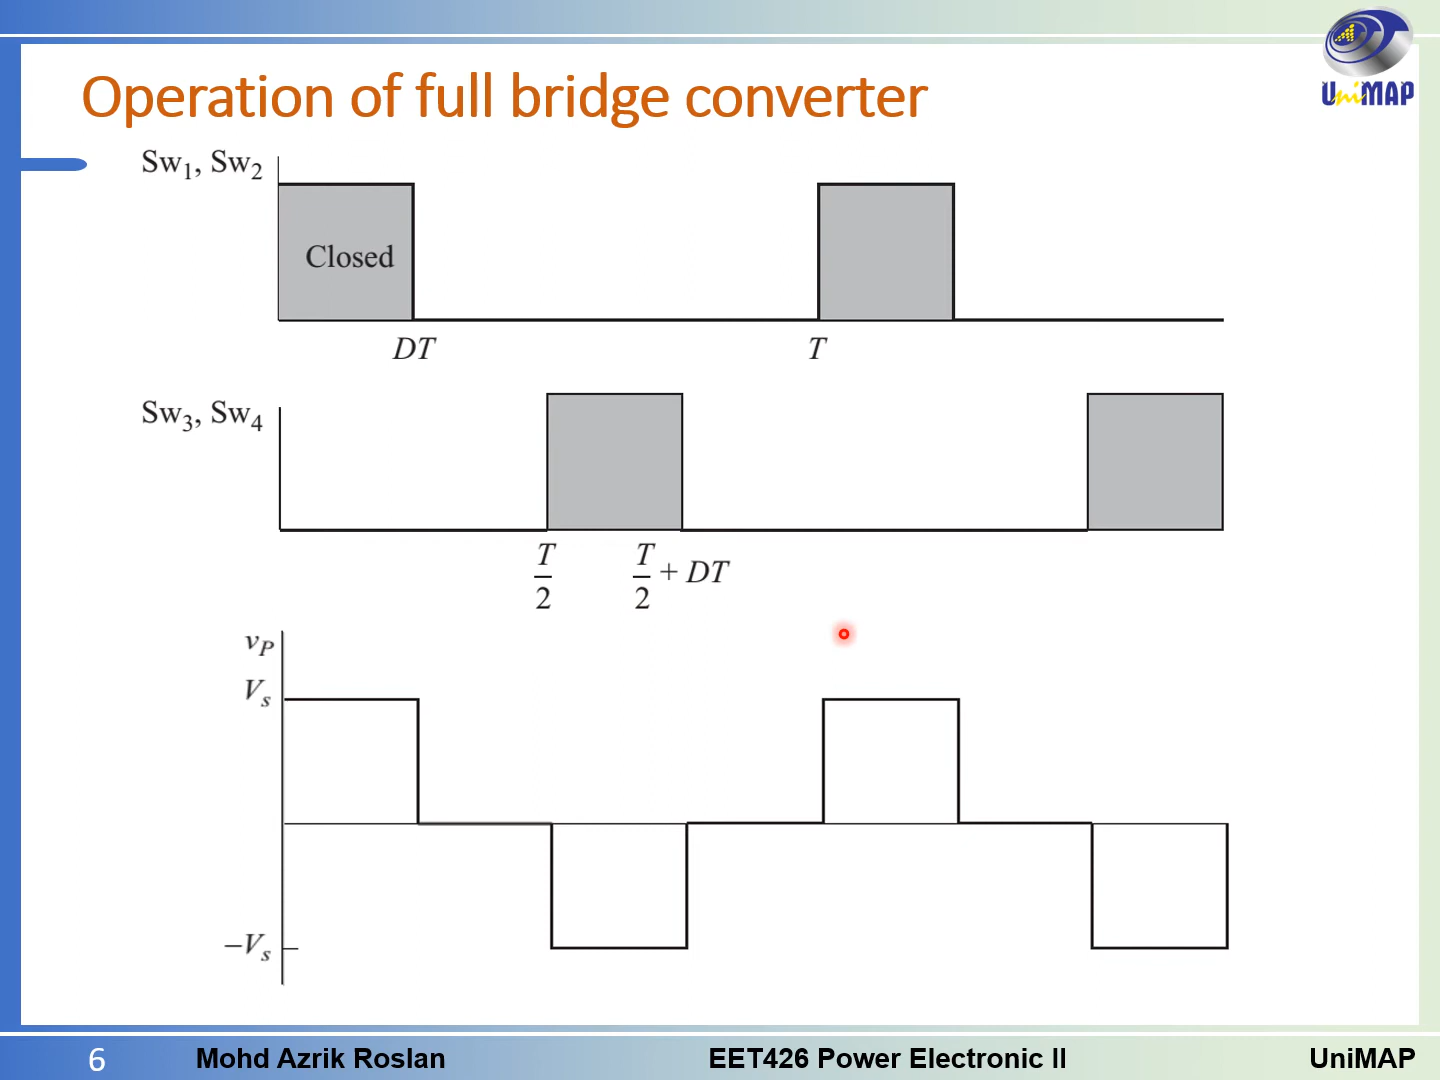 Operation of full bridge converter
UniMAP
Sw1, Sw2
Closed
DT
T
Sw3, Sw4
T/2
T/2 + DT
vP
Vs
–Vs
6 Mohd Azrik Roslan EET426 Power Electronic II UniMAP